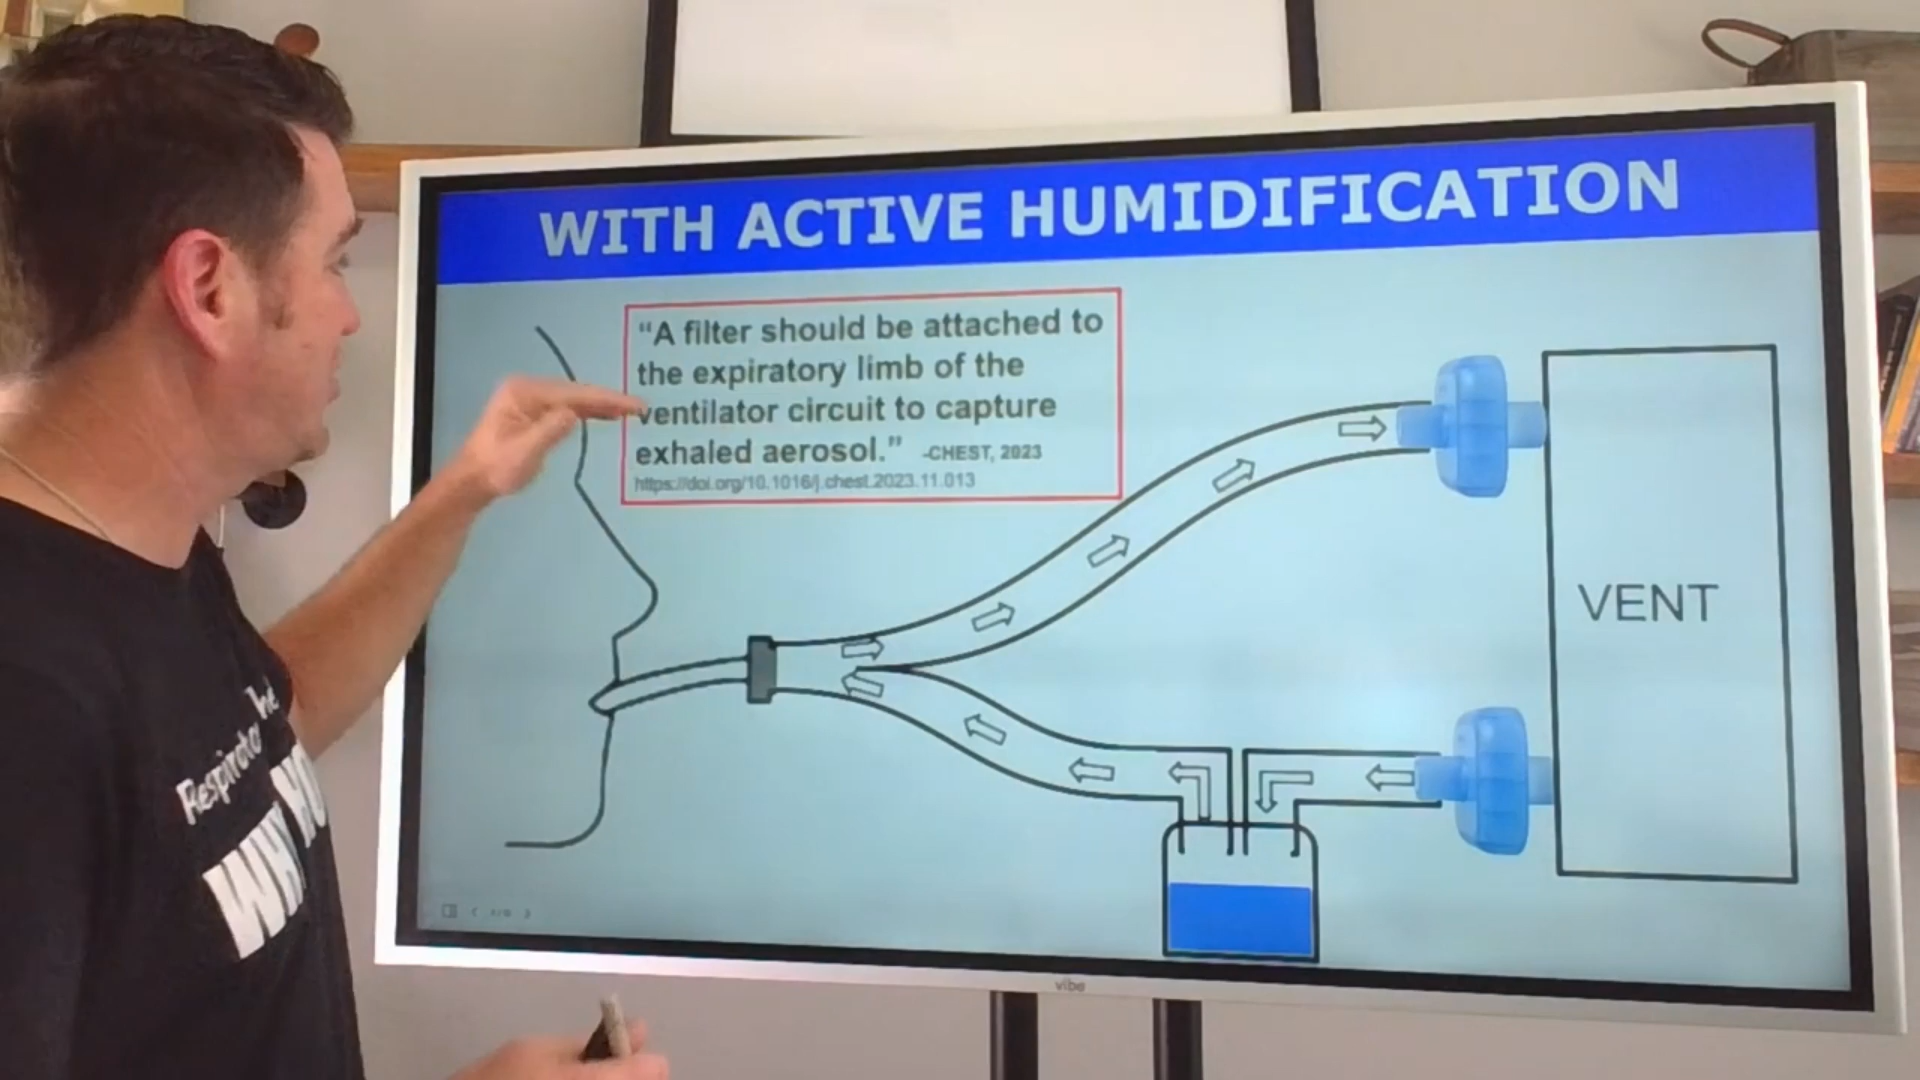 WITH ACTIVE HUMIDIFICATION
“A filter should be attached to
the expiratory limb of the
ventilator circuit to capture
exhaled aerosol.” -CHEST, 2023
https://doi.org/10.1016/j.chest.2023.11.013
VENT
vibe
WHY